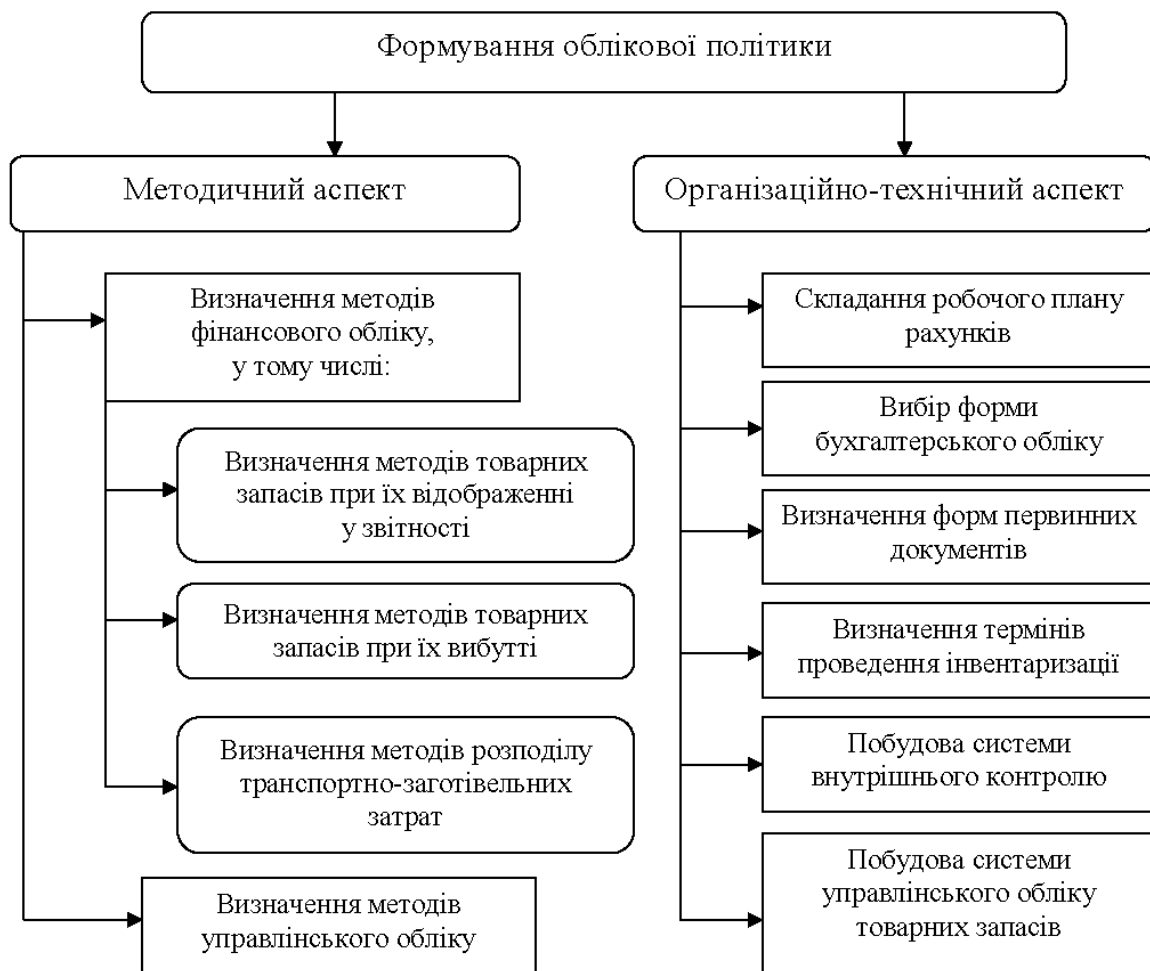 Формування облікової політики
Методичний аспект
Визначення методів
фінансового обліку,
у тому числі:
Визначення методів товарних
запасів при їх відображенні
у звітності
Визначення методів товарних
запасів при їх вибутті
Визначення методів розподілу
транспортно-заготівельних
затрат
Визначення методів
управлінського обліку
Організаційно-технічний аспект
Складання робочого плану
рахунків
Вибір форми
бухгалтерського обліку
Визначення форм первинних
документів
Визначення термінів
проведення інвентаризації
Побудова системи
внутрішнього контролю
Побудова системи
управлінського обліку
товарних запасів